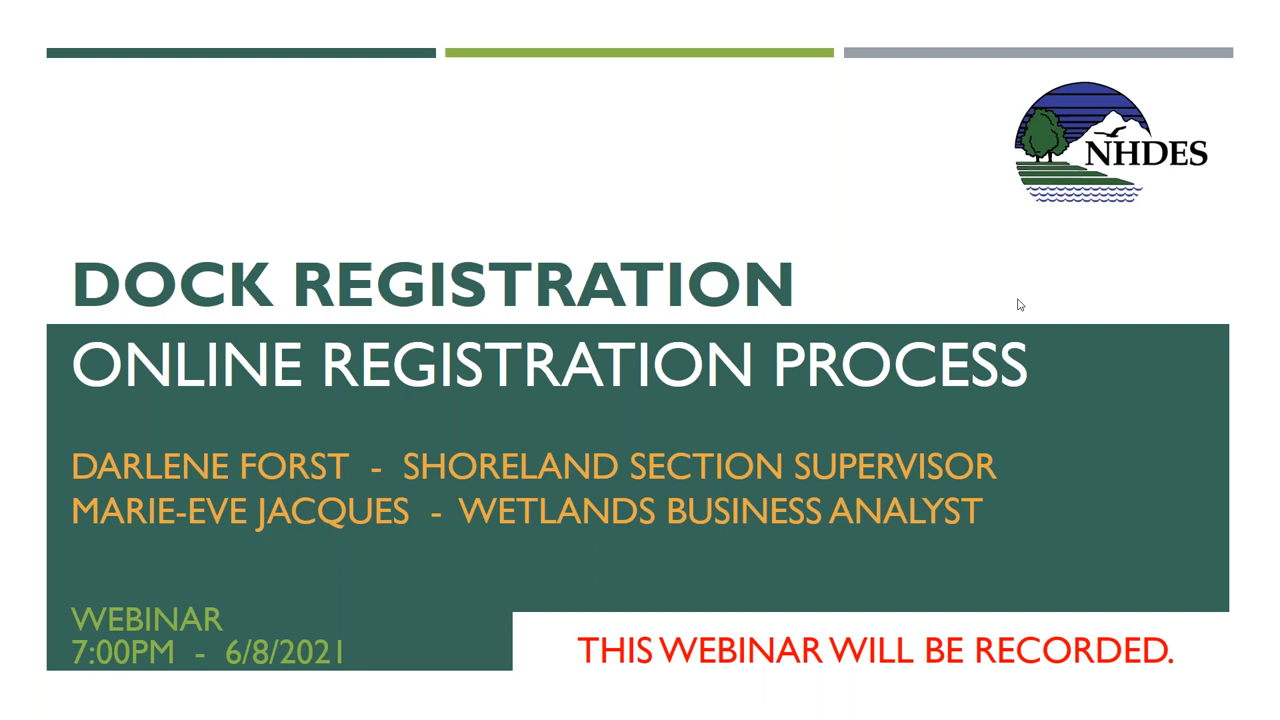 NHDES
DOCK REGISTRATION
ONLINE REGISTRATION PROCESS
DARLENE FORST - SHORELAND SECTION SUPERVISOR
MARIE-EVE JACQUES - WETLANDS BUSINESS ANALYST
WEBINAR
7:00PM - 6/8/2021
THIS WEBINAR WILL BE RECORDED.